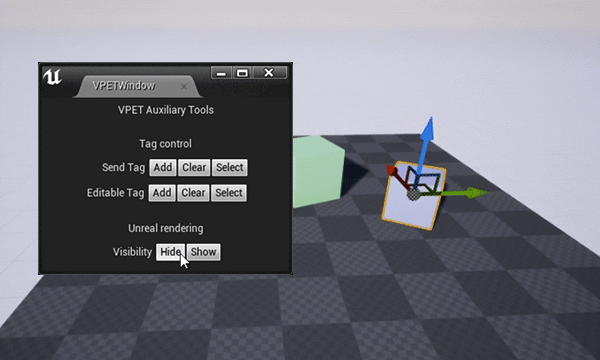 VPETWindow
VPET Auxiliary Tools
Tag control
Send Tag Add Clear Select
Editable Tag Add Clear Select
Unreal rendering
Visibility Hide Show